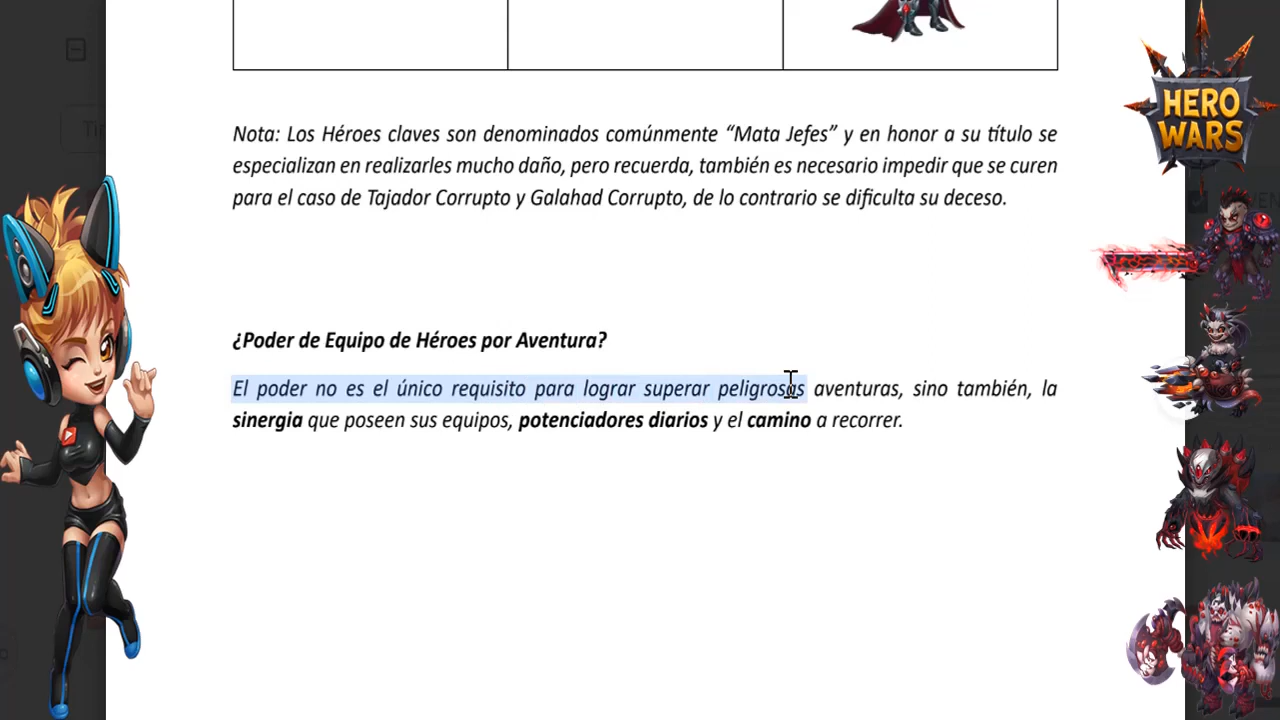 Nota: Los Héroes claves son denominados comúnmente “Mata Jefes” y en honor a su título se
especializan en realizarles mucho daño, pero recuerda, también es necesario impedir que se curen
para el caso de Tajador Corrupto y Galahad Corrupto, de lo contrario se dificulta su deceso.
¿Poder de Equipo de Héroes por Aventura?
El poder no es el único requisito para lograr superar peligrosas aventuras, sino también, la
sinergia que poseen sus equipos, potenciadores diarios y el camino a recorrer.
HERO
WARS